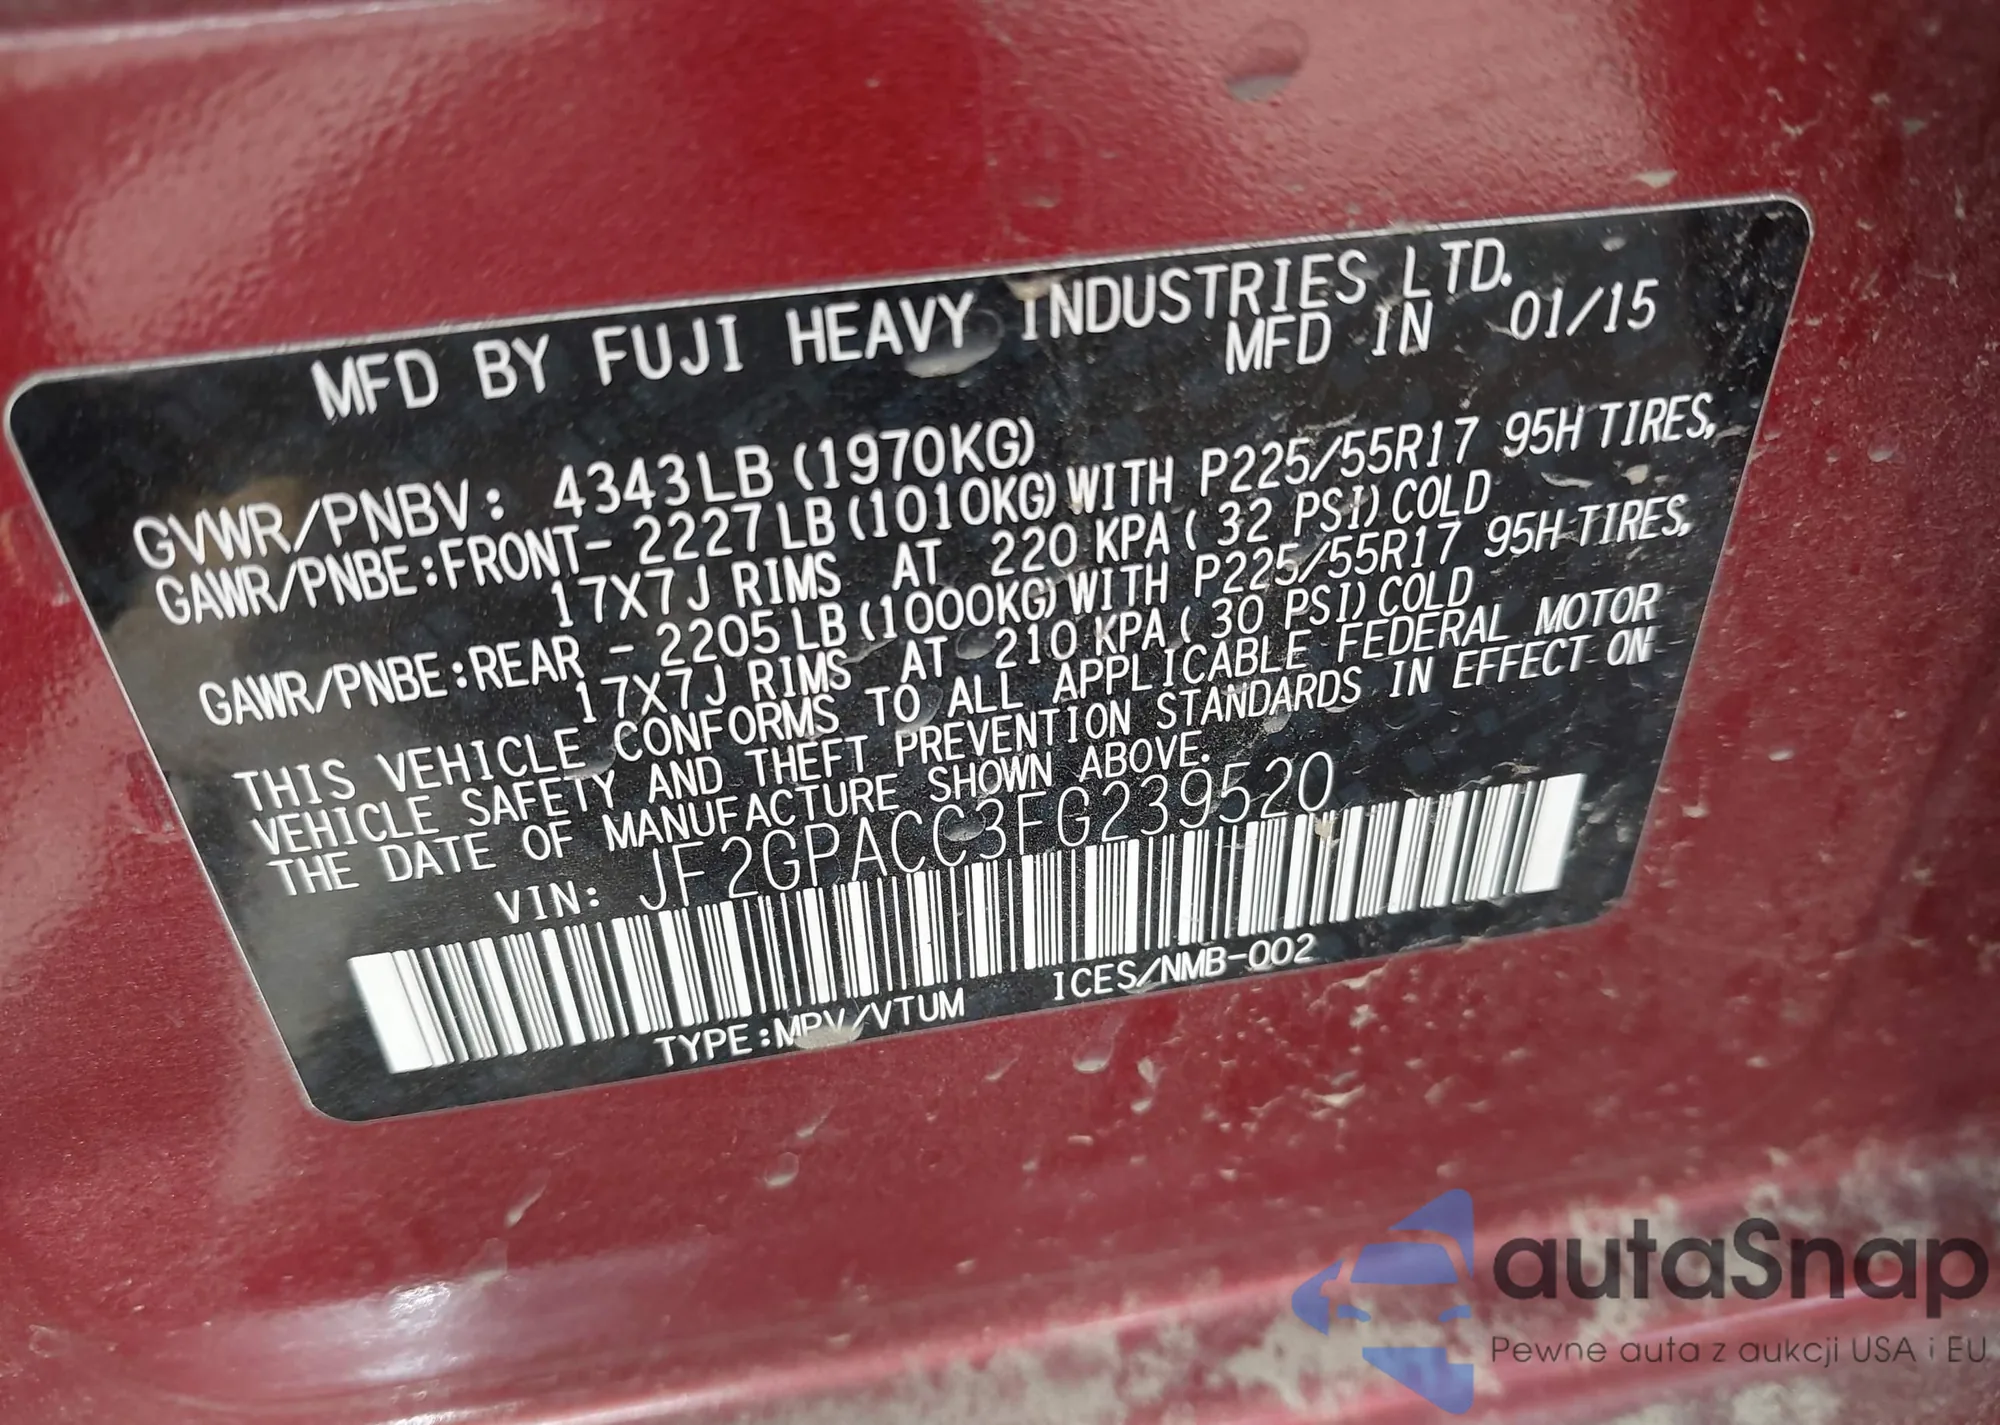 MFD BY FUJI HEAVY INDUSTRIES LTD.
MFD IN 01/15
GVWR/PNBV: 4343LB (1970KG)
GAWR/PNBE:FRONT- 2227LB (1010KG) WITH P225/55R17 95H TIRES,
17X7J RIMS AT 220 KPA ( 32 PSI) COLD
GAWR/PNBE:REAR - 2205LB (1000KG) WITH P225/55R17 95H TIRES,
17X7J RIMS AT 210 KPA ( 30 PSI) COLD
THIS VEHICLE CONFORMS TO ALL APPLICABLE FEDERAL MOTOR
VEHICLE SAFETY AND THEFT PREVENTION STANDARDS IN EFFECT ON
THE DATE OF MANUFACTURE SHOWN ABOVE.
VIN: JF2GPACC3FG239520
TYPE:MPV/VTUM ICES/NMB-002
autaSnap
Pewne auta z aukcji USA i EU